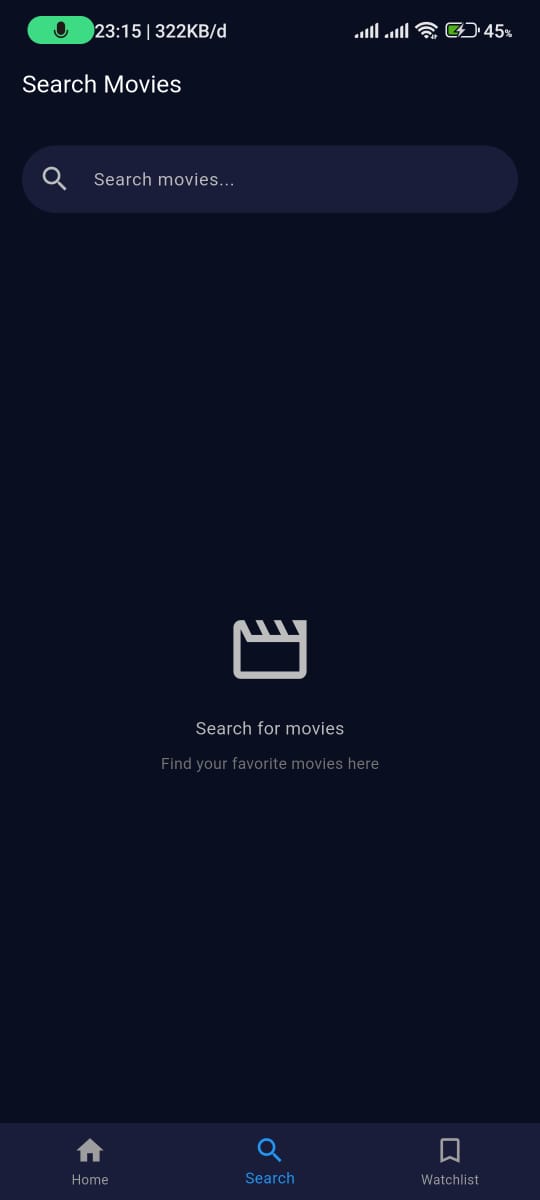 23:15 | 322KB/d 45%
Search Movies
Search movies...
Search for movies
Find your favorite movies here
Home Search Watchlist